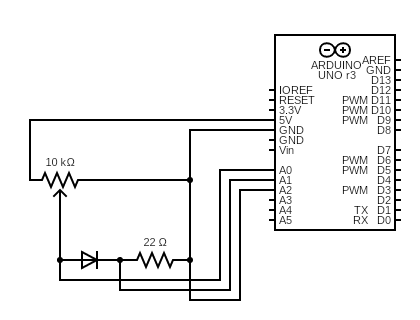 ARDUINO
UNO r3
AREF
GND
D13
IOREF D12
RESET PWM D11
3.3V PWM D10
5V PWM D9
GND D8
GND
Vin D7
PWM D6
A0 PWM D5
A1 D4
A2 PWM D3
A3 D2
A4 TX D1
A5 RX D0
10 kΩ
22 Ω